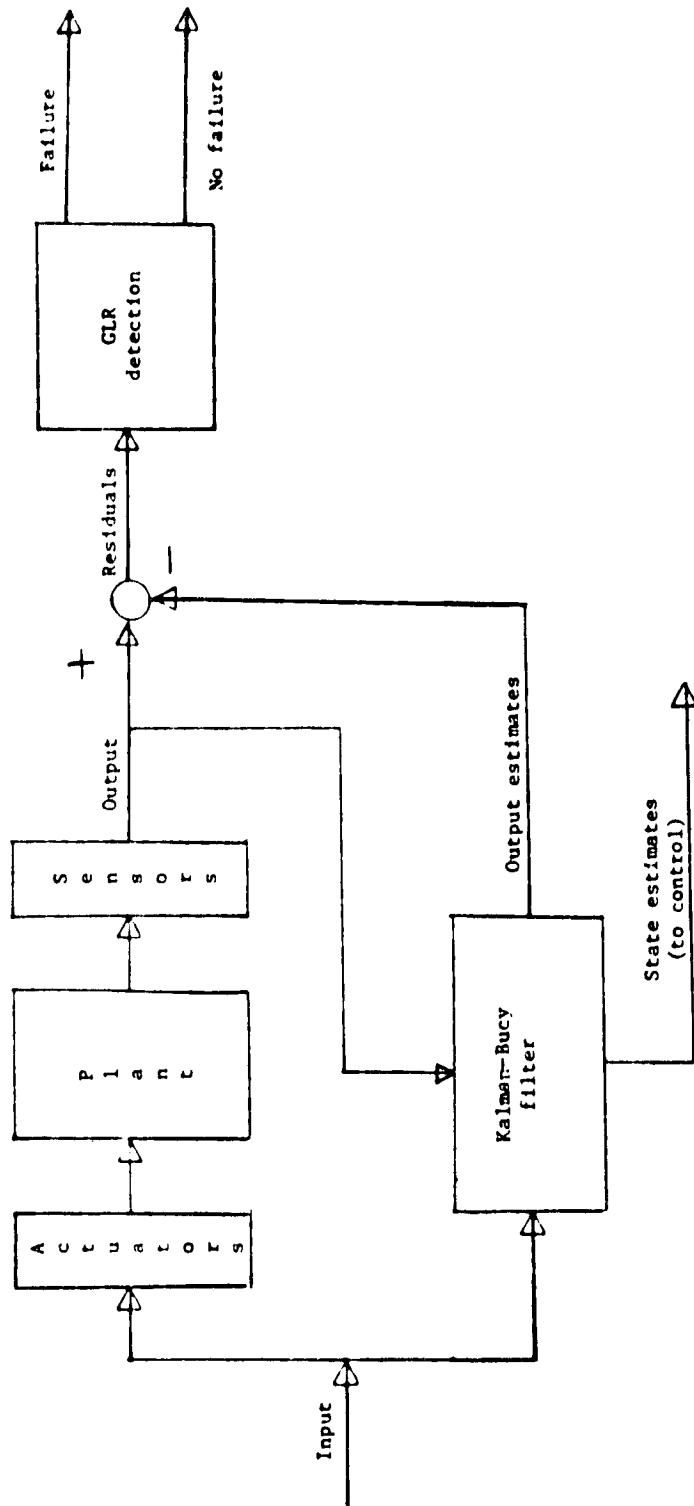 Input
Actuators
Plant
Sensors
Output
+
−
Residuals
GLR
detection
Failure
No failure
Kalman-Bucy
filter
Output estimates
State estimates
(to control)